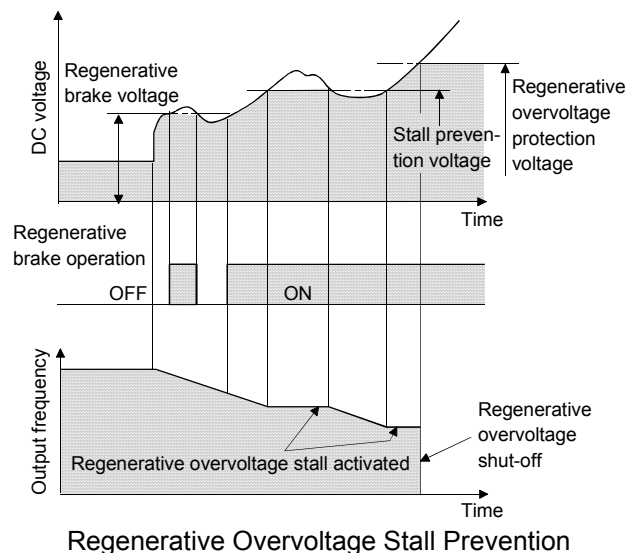 DC voltage
Regenerative
brake voltage
Stall preven-
tion voltage
Regenerative
overvoltage
protection
voltage
Time
Regenerative
brake operation
OFF
ON
Output frequency
Regenerative overvoltage stall activated
Regenerative
overvoltage
shut-off
Time
Regenerative Overvoltage Stall Prevention